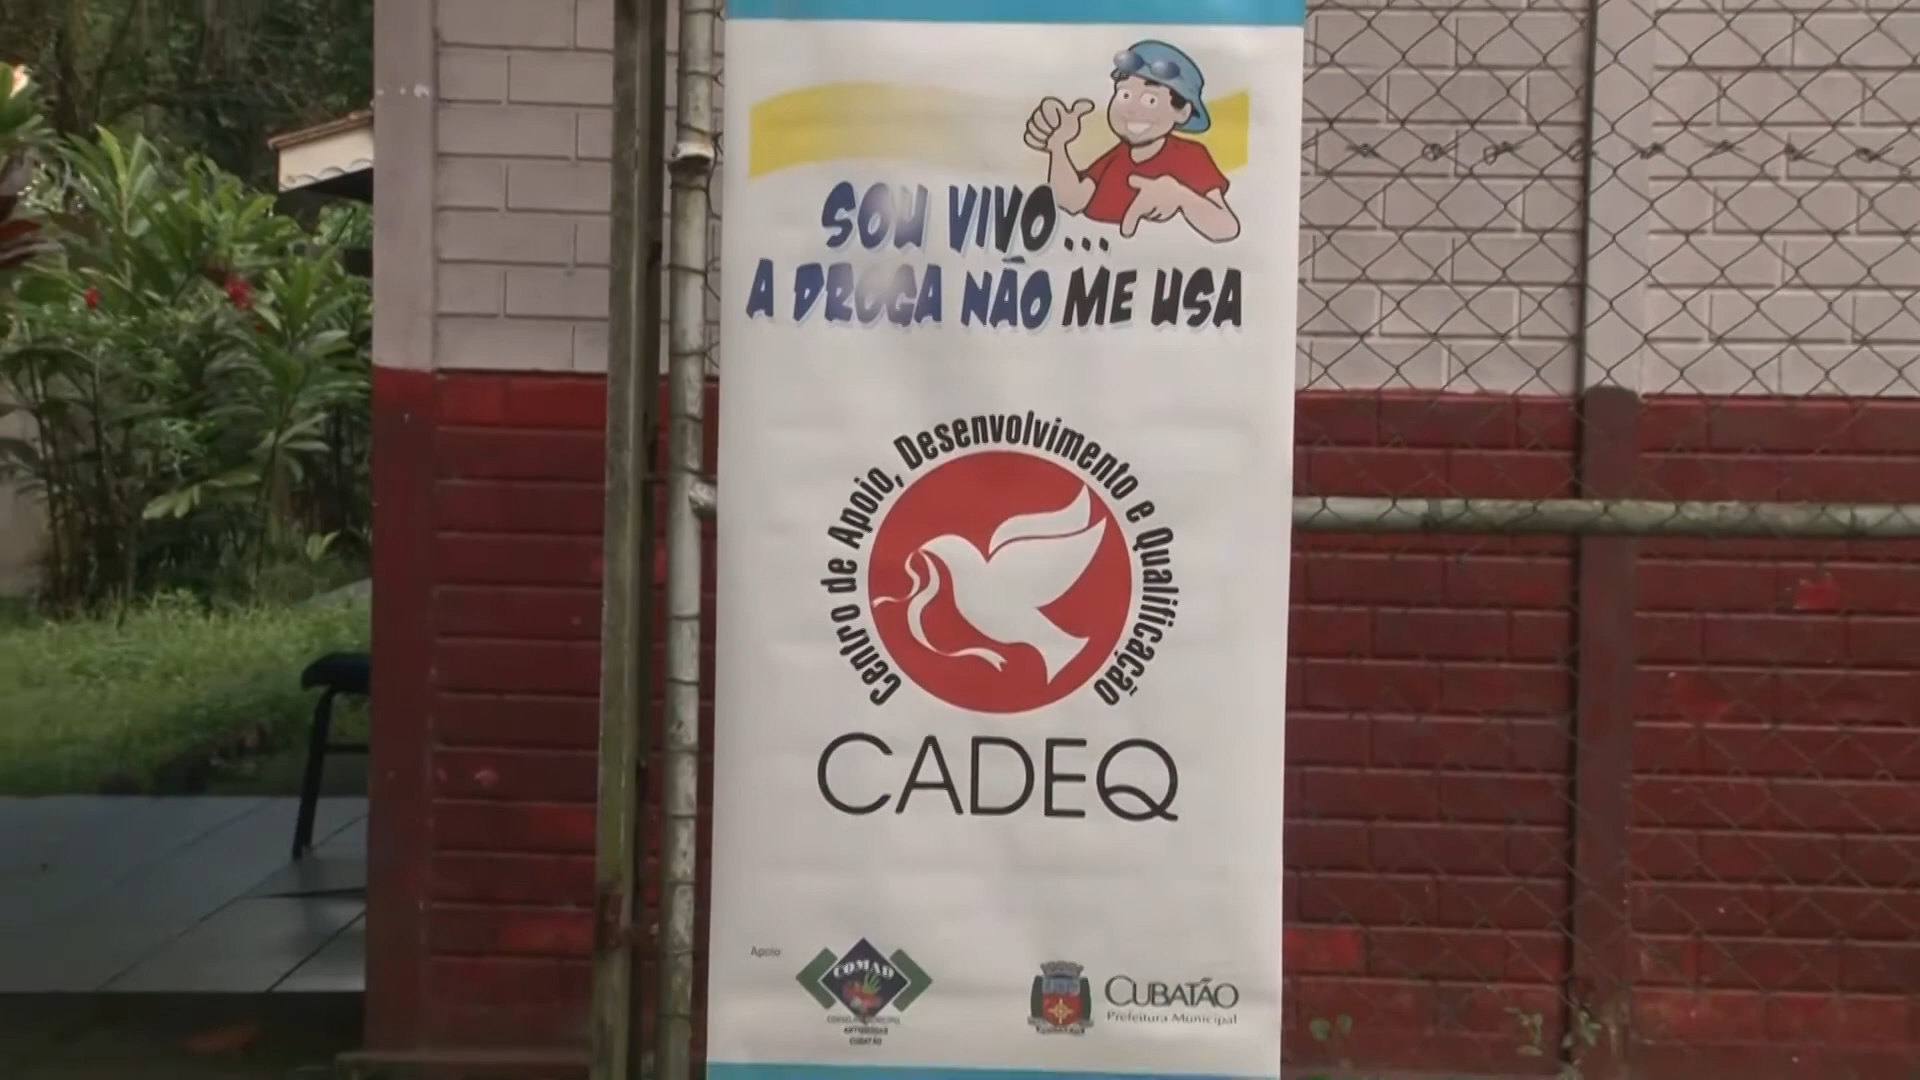 SOU VIVO...
A DROGA NÃO ME USA
Centro de Apoio, Desenvolvimento e Qualificação
CADEQ
Apoio
COMAD
CUBATÃO
CUBATÃO
Prefeitura Municipal